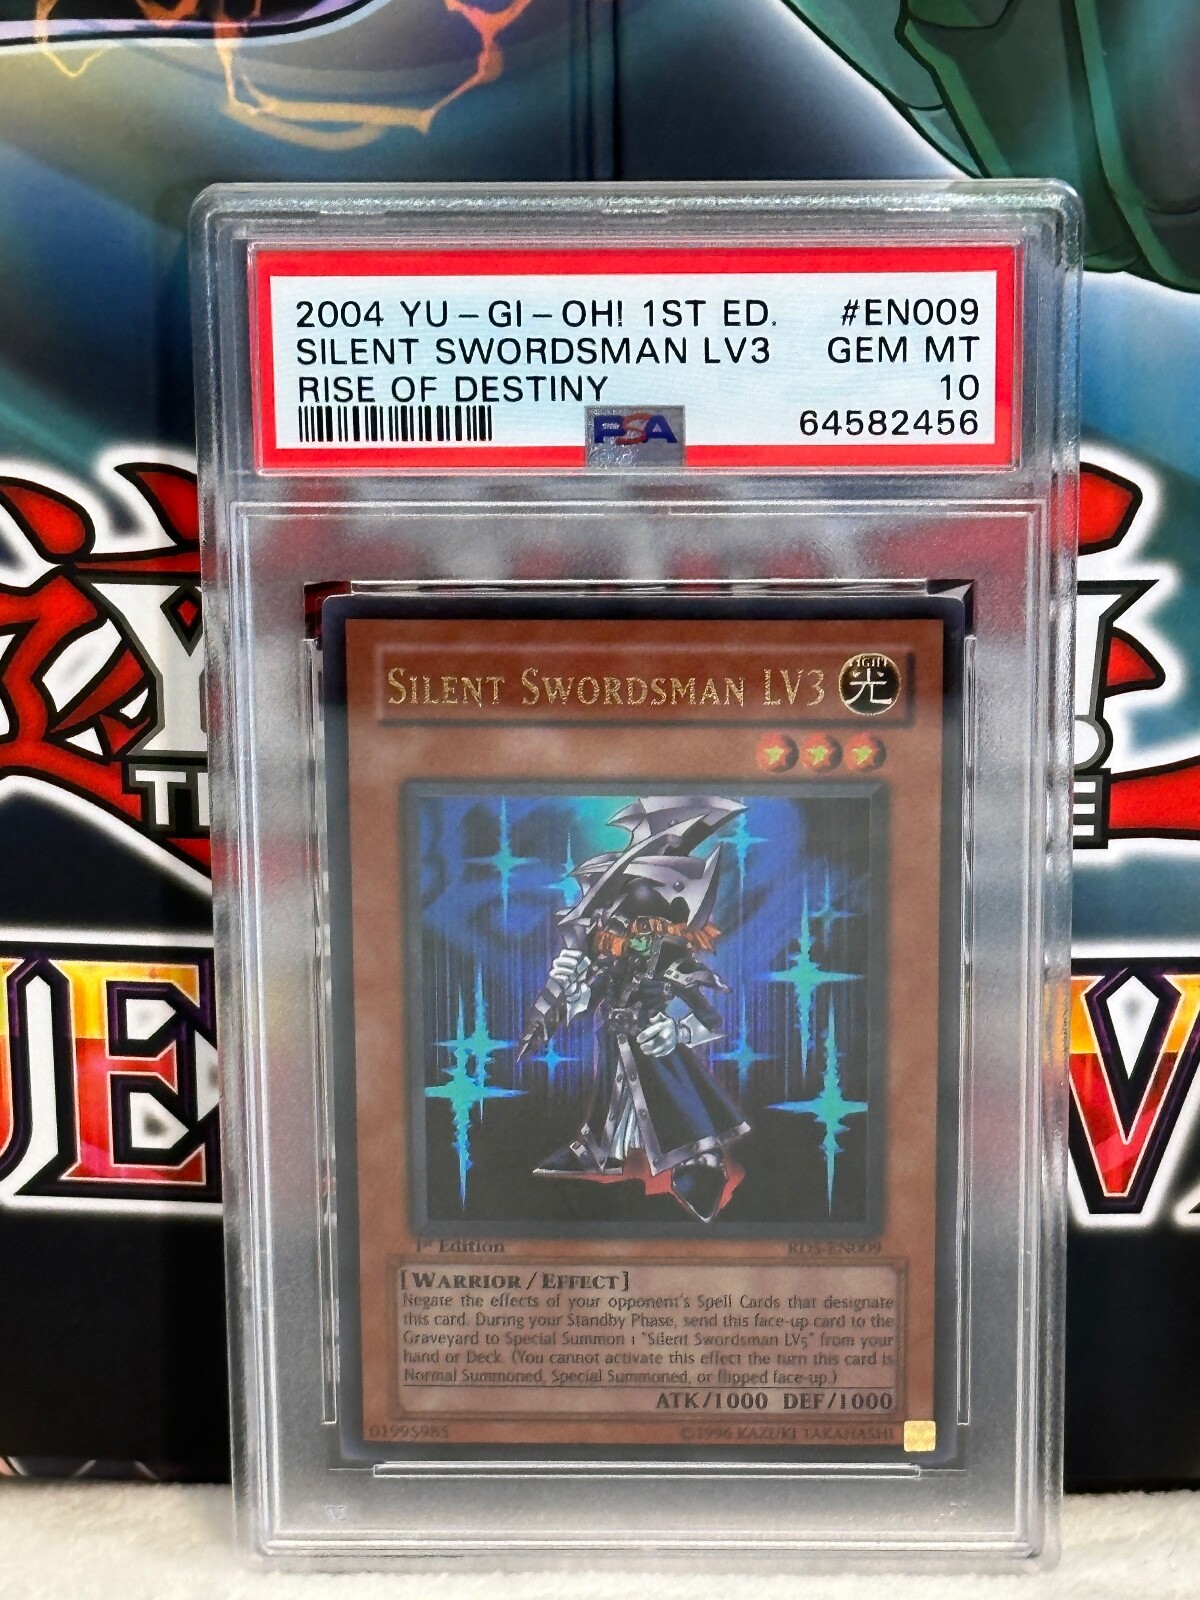 2004 YU-GI-OH! 1ST ED. #EN009
SILENT SWORDSMAN LV3 GEM MT
RISE OF DESTINY 10
PSA 64582456
SILENT SWORDSMAN LV3 LIGHT 光
1st Edition RDS-EN009
[WARRIOR/EFFECT]
Negate the effects of your opponent's Spell Cards that designate
this card. During your Standby Phase, send this face-up card to the
Graveyard to Special Summon 1 "Silent Swordsman LV5" from your
hand or Deck. (You cannot activate this effect the turn this card is
Normal Summoned, Special Summoned, or flipped face-up.)
ATK/1000 DEF/1000
01995985 ©1996 KAZUKI TAKAHASHI